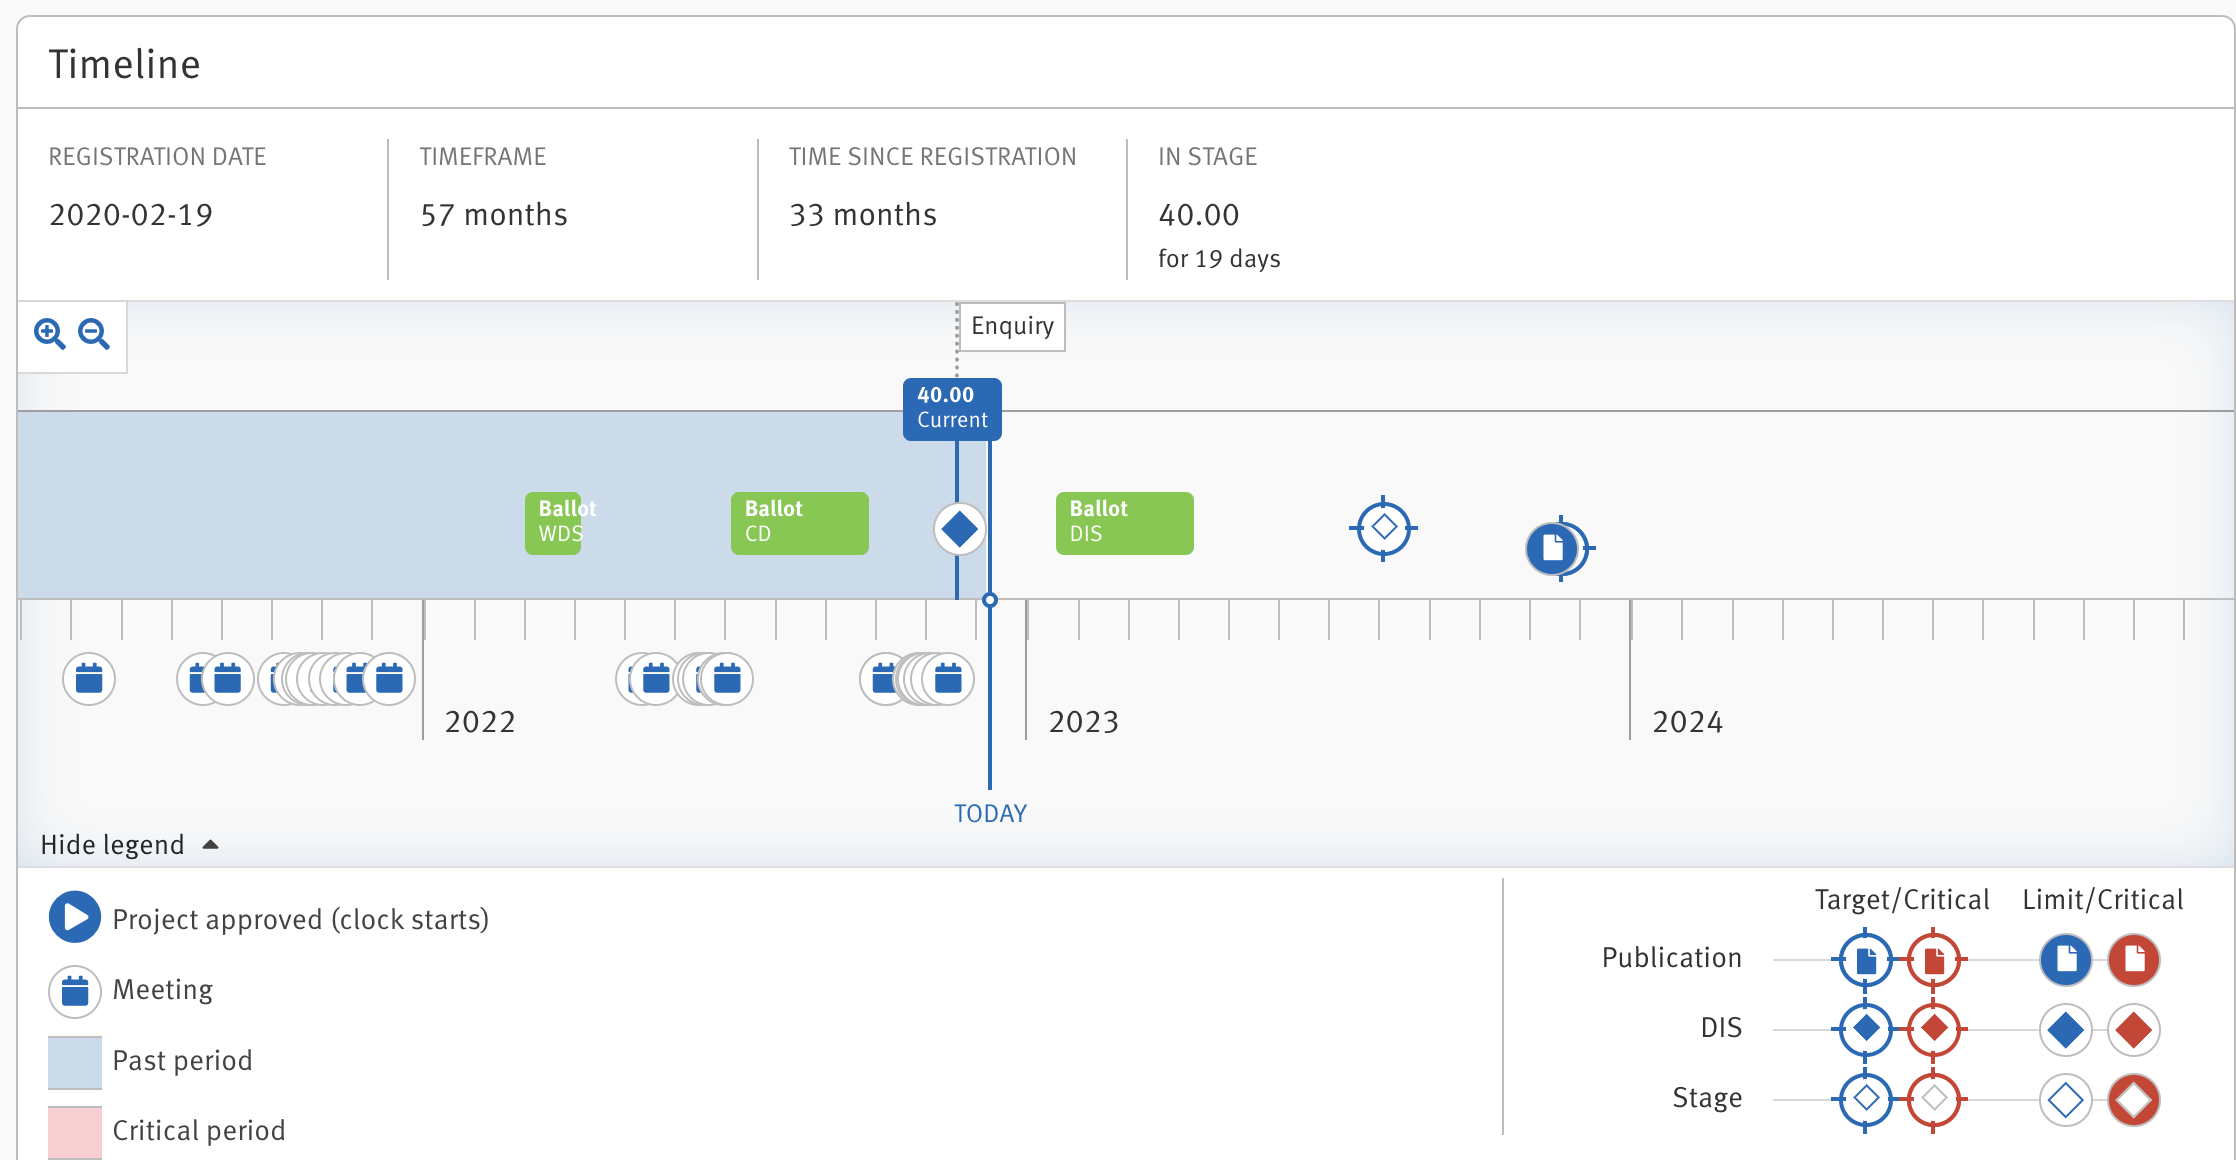 Timeline
REGISTRATION DATE
2020-02-19
TIMEFRAME
57 months
TIME SINCE REGISTRATION
33 months
IN STAGE
40.00
for 19 days
Enquiry
40.00
Current
Ballot
WDS
Ballot
CD
Ballot
DIS
2022
2023
2024
TODAY
Hide legend
Project approved (clock starts)
Meeting
Past period
Critical period
Target/Critical
Limit/Critical
Publication
DIS
Stage